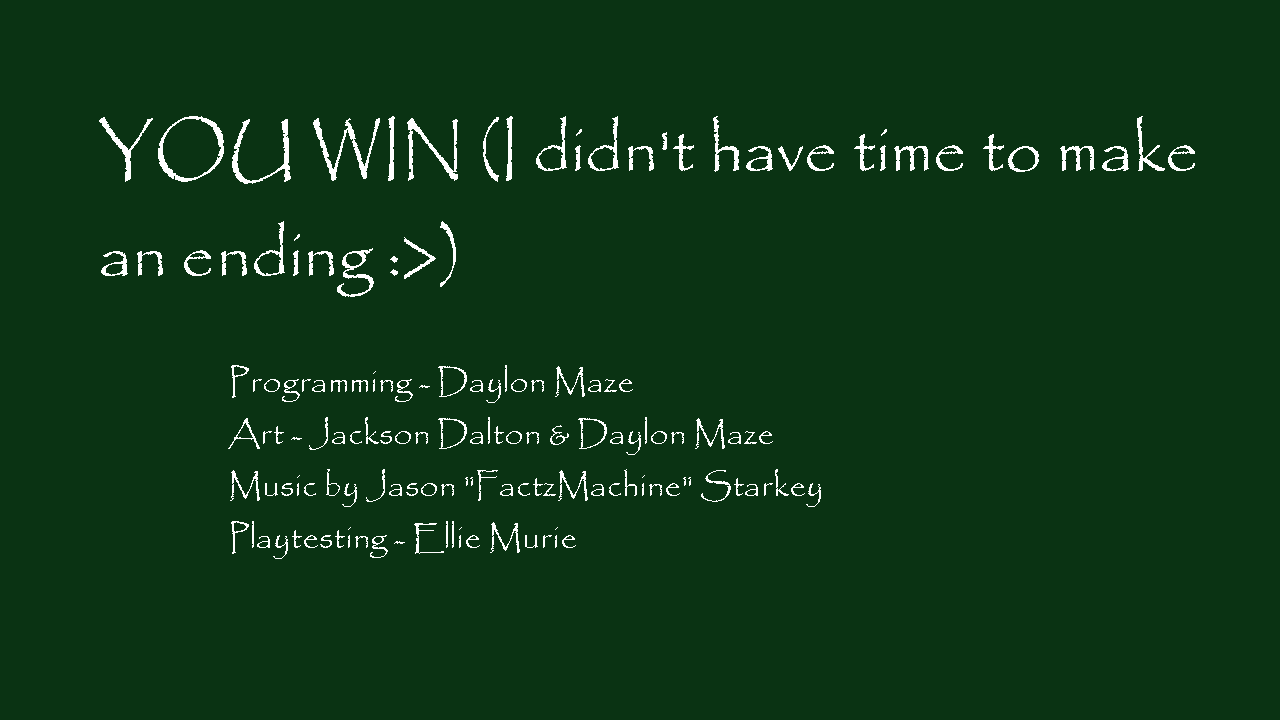 YOU WIN (I didn't have time to make
an ending :>)
Programming - Daylon Maze
Art - Jackson Dalton & Daylon Maze
Music by Jason "FactzMachine" Starkey
Playtesting - Ellie Murie